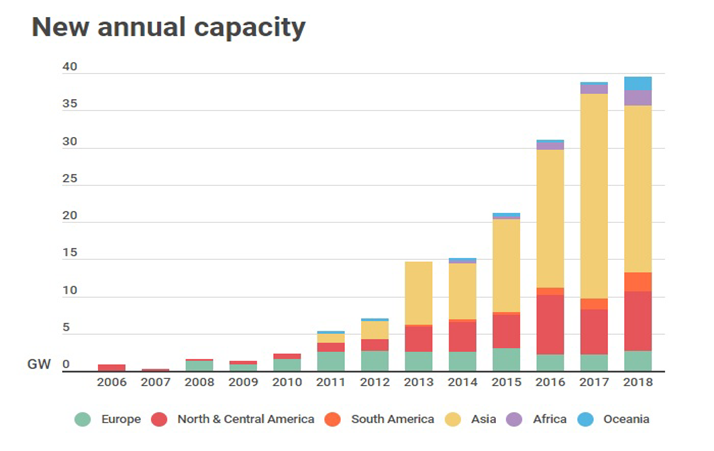 New annual capacity
40
35
30
25
20
15
10
5
GW 0
2006 2007 2008 2009 2010 2011 2012 2013 2014 2015 2016 2017 2018
Europe North & Central America South America Asia Africa Oceania